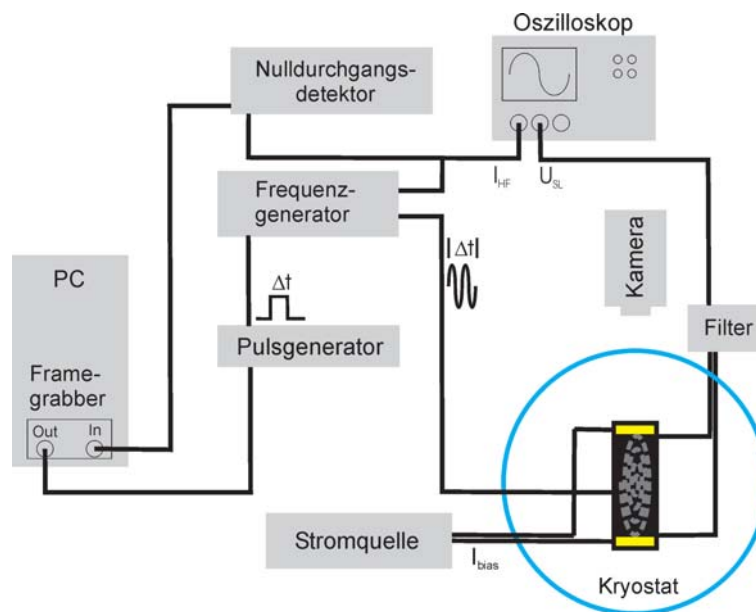 Oszilloskop
Nulldurchgangs-
detektor
I_HF
U_SL
Frequenz-
generator
|Δt|
Kamera
PC
Δt
Pulsgenerator
Filter
Frame-
grabber
Out
In
Stromquelle
I_bias
Kryostat